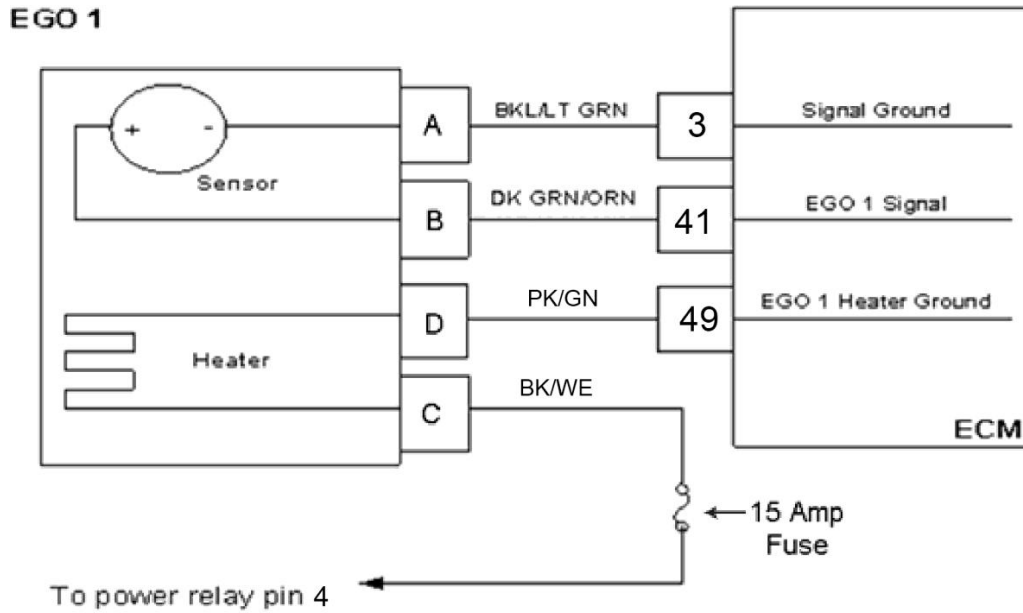 EGO 1
A
BKL/LT GRN
3
Signal Ground
+ -
Sensor
B
DK GRN/ORN
41
EGO 1 Signal
D
PK/GN
49
EGO 1 Heater Ground
Heater
C
BK/WE
ECM
15 Amp
Fuse
To power relay pin 4